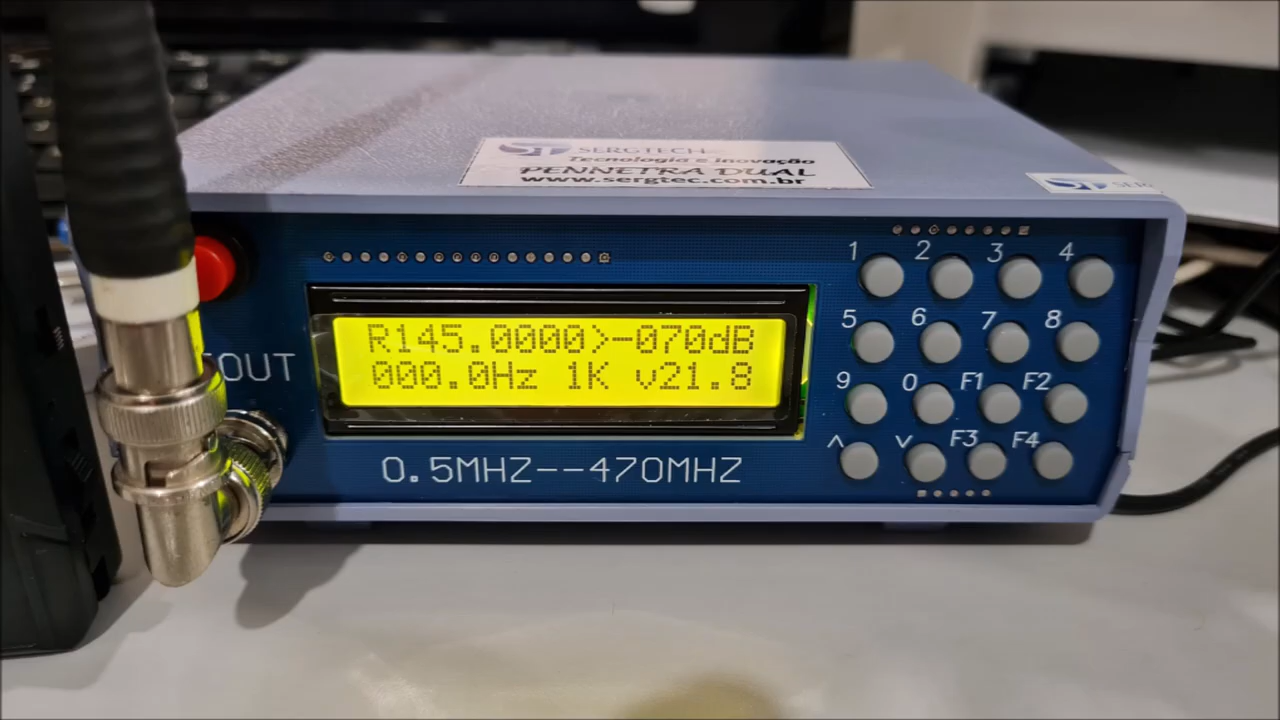 SERGTECH
Tecnologia e inovação
PENNETRA DUAL
www.sergtec.com.br
1 2 3 4
OUT
R145.0000>-070dB
000.0Hz 1K v21.8
5 6 7 8
9 0 F1 F2
^ v F3 F4
0.5MHZ--470MHZ